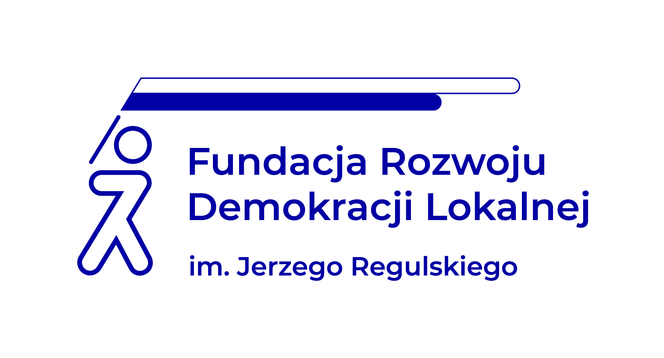 Fundacja Rozwoju
Demokracji Lokalnej
im. Jerzego Regulskiego